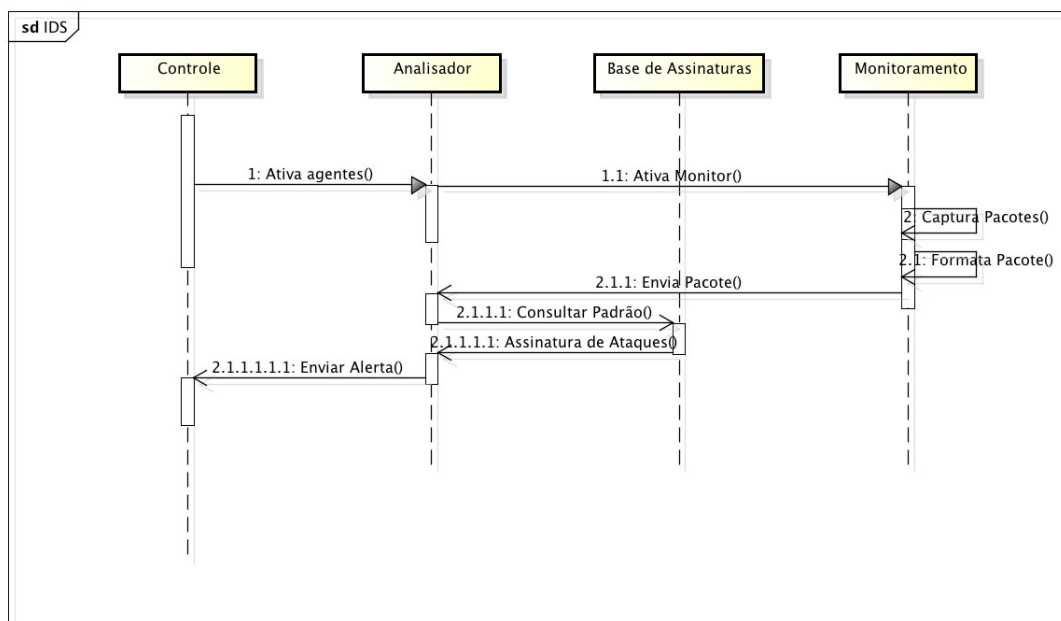 sd IDS
Controle
Analisador
Base de Assinaturas
Monitoramento
1: Ativa agentes()
1.1: Ativa Monitor()
2: Captura Pacotes()
2.1: Formata Pacote()
2.1.1: Envia Pacote()
2.1.1.1: Consultar Padrão()
2.1.1.1.1: Assinatura de Ataques()
2.1.1.1.1.1: Enviar Alerta()